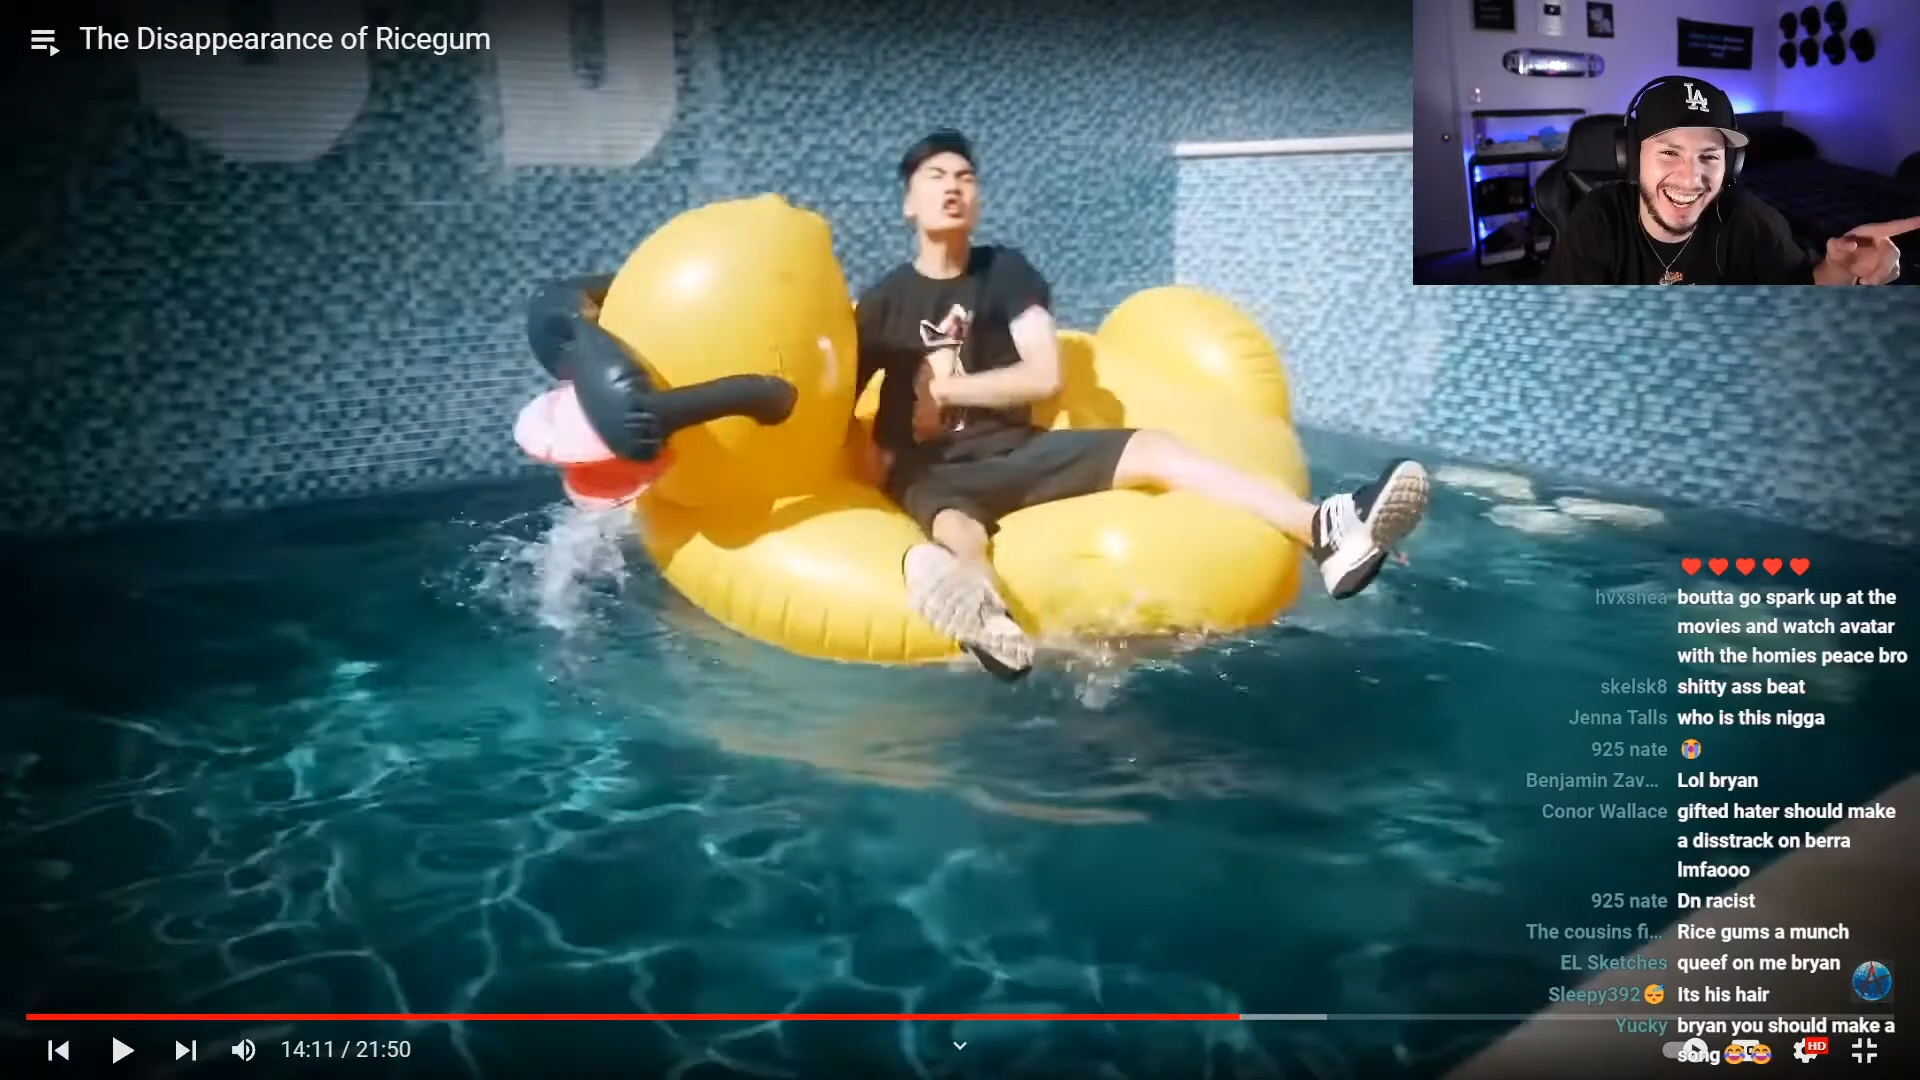 The Disappearance of Ricegum
LA
hvxshea boutta go spark up at the
movies and watch avatar
with the homies peace bro
skelsk8 shitty ass beat
Jenna Talls who is this nigga
925 nate
Benjamin Zav... Lol bryan
Conor Wallace gifted hater should make
a disstrack on berra
lmfaooo
925 nate Dn racist
The cousins fi... Rice gums a munch
EL Sketches queef on me bryan
Sleepy392 Its his hair
Yucky bryan you should make a
song
14:11 / 21:50
HD